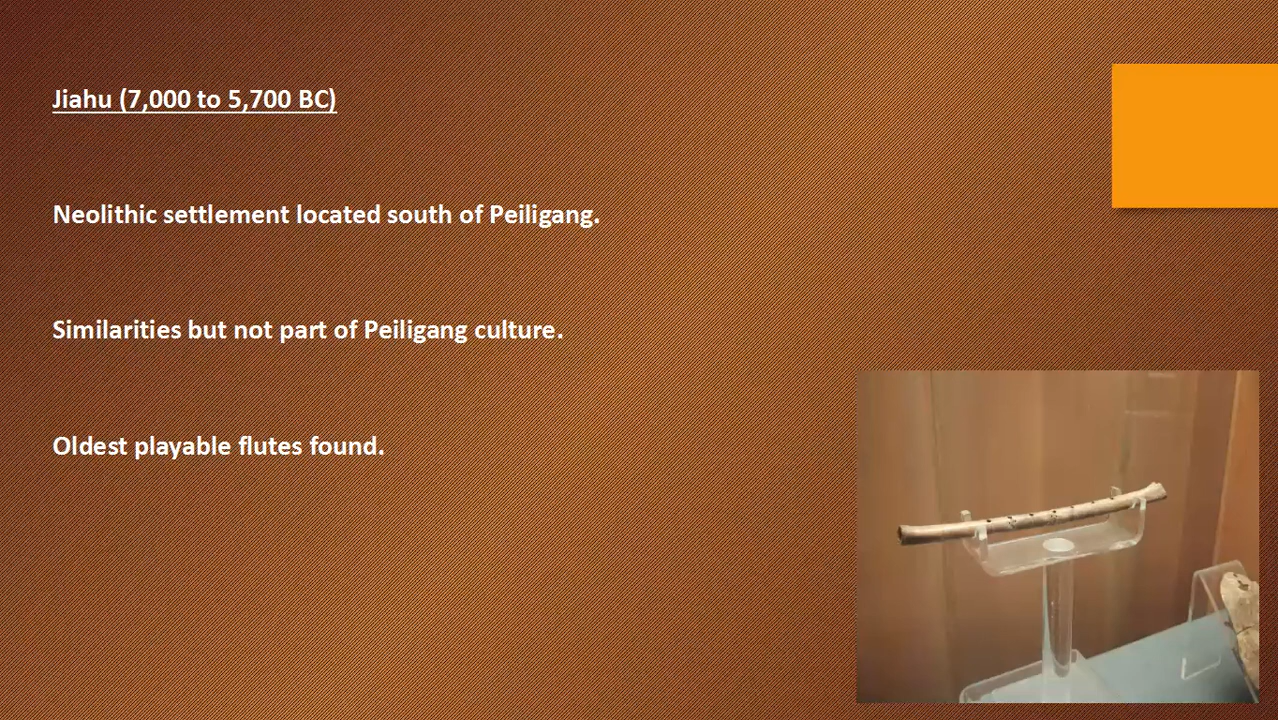 Jiahu (7,000 to 5,700 BC)
Neolithic settlement located south of Peiligang.
Similarities but not part of Peiligang culture.
Oldest playable flutes found.